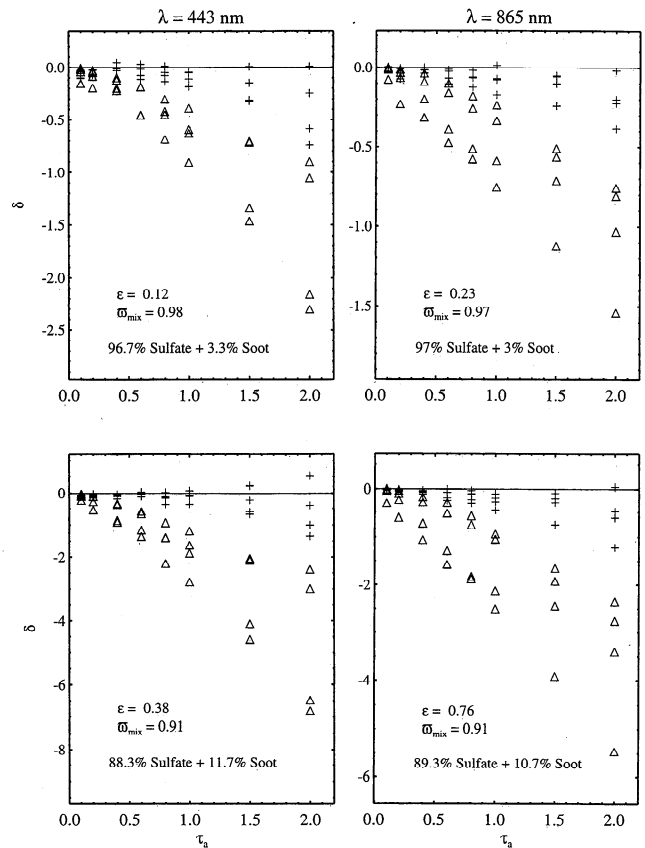 λ = 443 nm
λ = 865 nm
0.0
-0.5
-1.0
-1.5
-2.0
-2.5
δ
ε = 0.12
ϖmix = 0.98
96.7% Sulfate + 3.3% Soot
0.0 0.5 1.0 1.5 2.0
0.0
-0.5
-1.0
-1.5
ε = 0.23
ϖmix = 0.97
97% Sulfate + 3% Soot
0.0 0.5 1.0 1.5 2.0
0
-2
-4
-6
-8
δ
ε = 0.38
ϖmix = 0.91
88.3% Sulfate + 11.7% Soot
0.0 0.5 1.0 1.5 2.0
τa
0
-2
-4
-6
ε = 0.76
ϖmix = 0.91
89.3% Sulfate + 10.7% Soot
0.0 0.5 1.0 1.5 2.0
τa